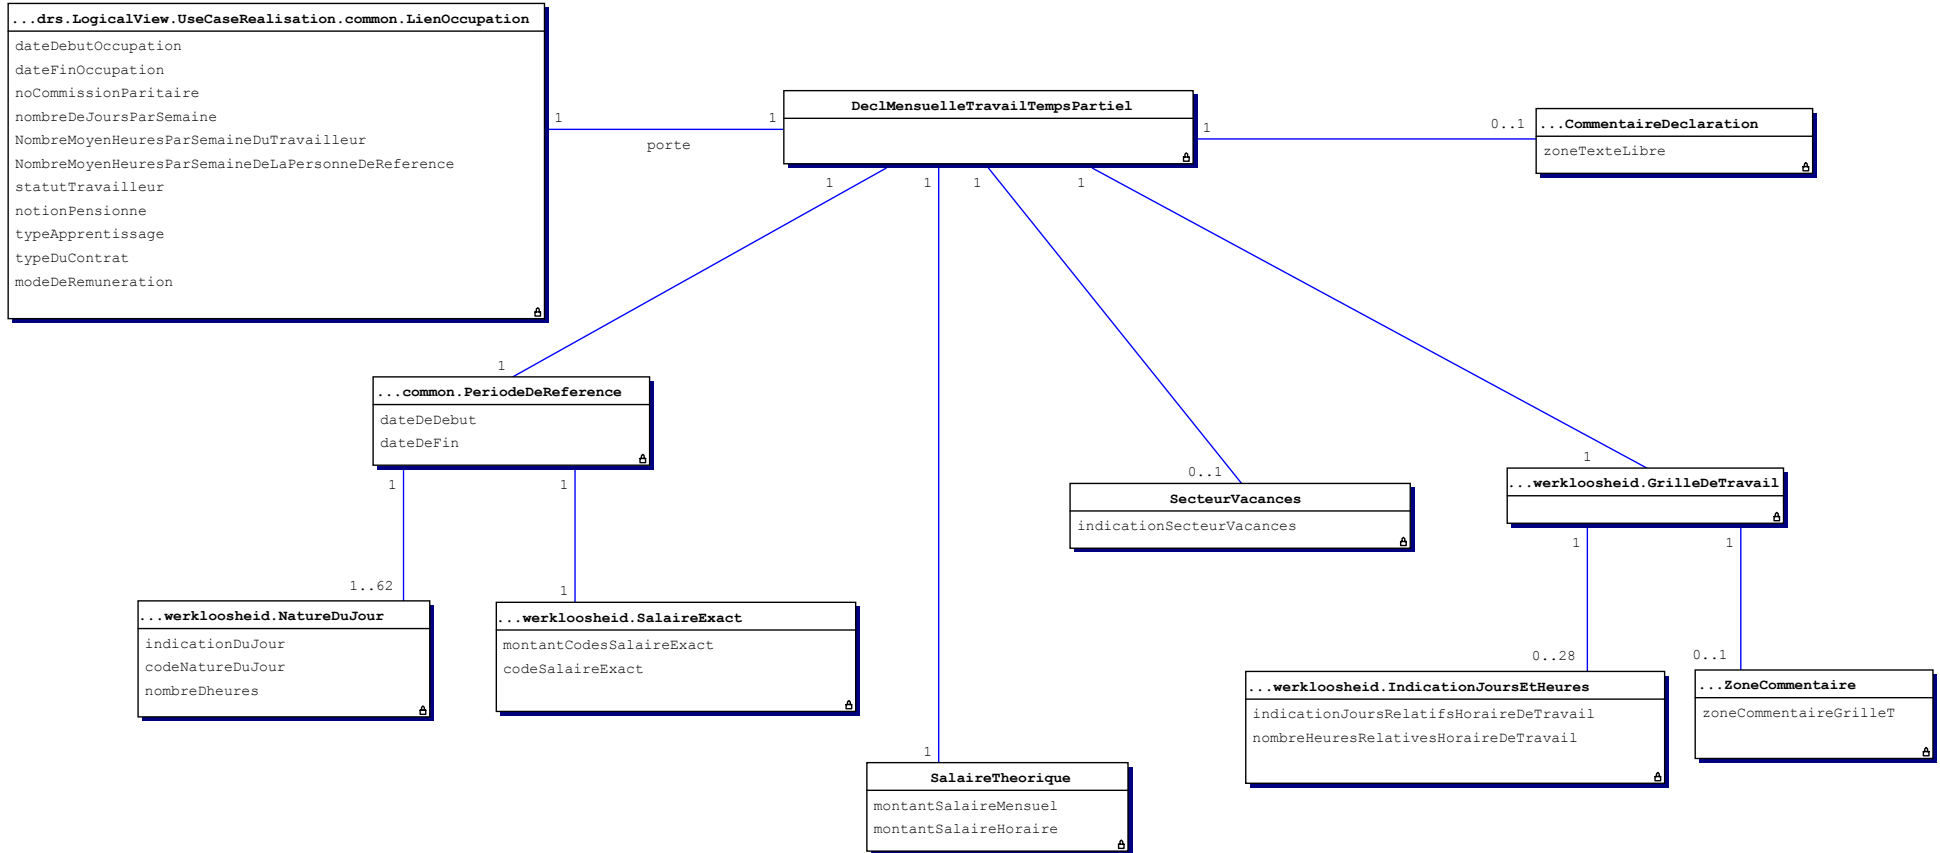 ...drs.LogicalView.UseCaseRealisation.common.LienOccupation
dateDebutOccupation
dateFinOccupation
noCommissionParitaire
nombreDeJoursParSemaine
NombreMoyenHeuresParSemaineDuTravailleur
NombreMoyenHeuresParSemaineDeLaPersonneDeReference
statutTravailleur
notionPensionne
typeApprentissage
typeDuContrat
modeDeRemuneration
1
1
porte
DeclMensuelleTravailTempsPartiel
1
0..1
...CommentaireDeclaration
zoneTexteLibre
1
1
1
1
1
...common.PeriodeDeReference
dateDeDebut
dateDeFin
0..1
SecteurVacances
indicationSecteurVacances
1
...werkloosheid.GrilleDeTravail
1
1
1
1
1..62
...werkloosheid.NatureDuJour
indicationDuJour
codeNatureDuJour
nombreDheures
1
...werkloosheid.SalaireExact
montantCodesSalaireExact
codeSalaireExact
0..28
...werkloosheid.IndicationJoursEtHeures
indicationJoursRelatifsHoraireDeTravail
nombreHeuresRelativesHoraireDeTravail
0..1
...ZoneCommentaire
zoneCommentaireGrilleT
1
SalaireTheorique
montantSalaireMensuel
montantSalaireHoraire